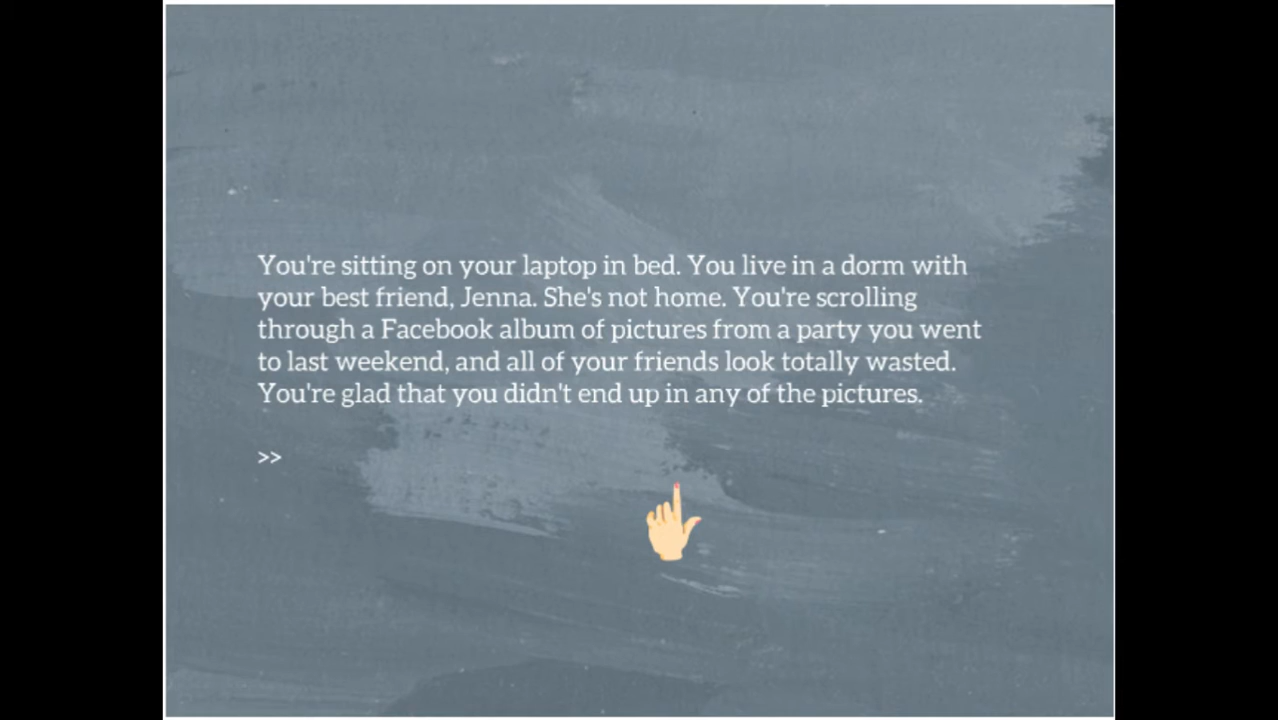 You're sitting on your laptop in bed. You live in a dorm with
your best friend, Jenna. She's not home. You're scrolling
through a Facebook album of pictures from a party you went
to last weekend, and all of your friends look totally wasted.
You're glad that you didn't end up in any of the pictures.
>>